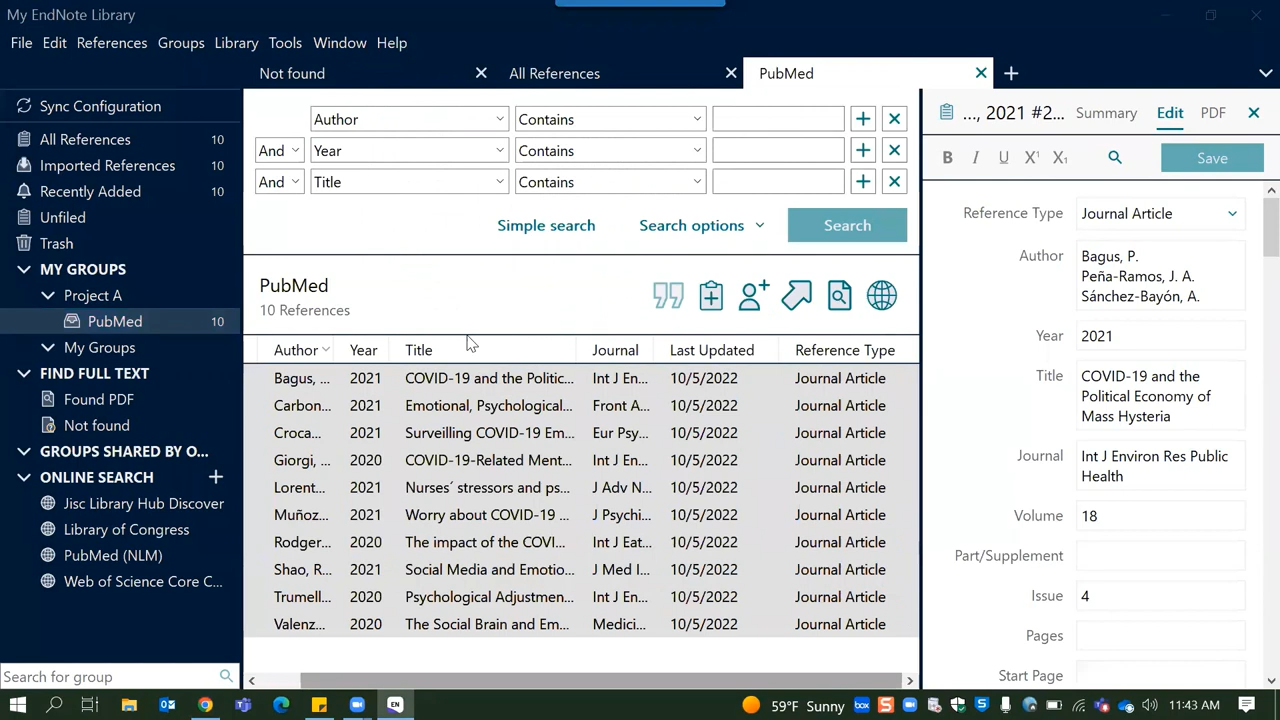 My EndNote Library
File Edit References Groups Library Tools Window Help
Not found
All References
PubMed
Sync Configuration
All References 10
Imported References 10
Recently Added 10
Unfiled
Trash
MY GROUPS
Project A
PubMed 10
My Groups
FIND FULL TEXT
Found PDF
Not found
GROUPS SHARED BY O...
ONLINE SEARCH
Jisc Library Hub Discover
Library of Congress
PubMed (NLM)
Web of Science Core C...
Search for group
Author Contains
And Year Contains
And Title Contains
Simple search Search options Search
PubMed
10 References
Author Year Title Journal Last Updated Reference Type
Bagus, ... 2021 COVID-19 and the Politic... Int J En... 10/5/2022 Journal Article
Carbon... 2021 Emotional, Psychological... Front A... 10/5/2022 Journal Article
Croca... 2021 Surveilling COVID-19 Em... Eur Psy... 10/5/2022 Journal Article
Giorgi, ... 2020 COVID-19-Related Ment... Int J En... 10/5/2022 Journal Article
Lorent... 2021 Nurses´ stressors and ps... J Adv N... 10/5/2022 Journal Article
Muñoz... 2021 Worry about COVID-19 ... J Psychi... 10/5/2022 Journal Article
Rodger... 2020 The impact of the COVI... Int J Eat... 10/5/2022 Journal Article
Shao, R... 2021 Social Media and Emotio... J Med I... 10/5/2022 Journal Article
Trumell... 2020 Psychological Adjustmen... Int J En... 10/5/2022 Journal Article
Valenz... 2020 The Social Brain and Em... Medici... 10/5/2022 Journal Article
..., 2021 #2... Summary Edit PDF
B I U X¹ X₁ Save
Reference Type Journal Article
Author Bagus, P.
Peña-Ramos, J. A.
Sánchez-Bayón, A.
Year 2021
Title COVID-19 and the
Political Economy of
Mass Hysteria
Journal Int J Environ Res Public
Health
Volume 18
Part/Supplement
Issue 4
Pages
Start Page
EN
59°F Sunny box 11:43 AM